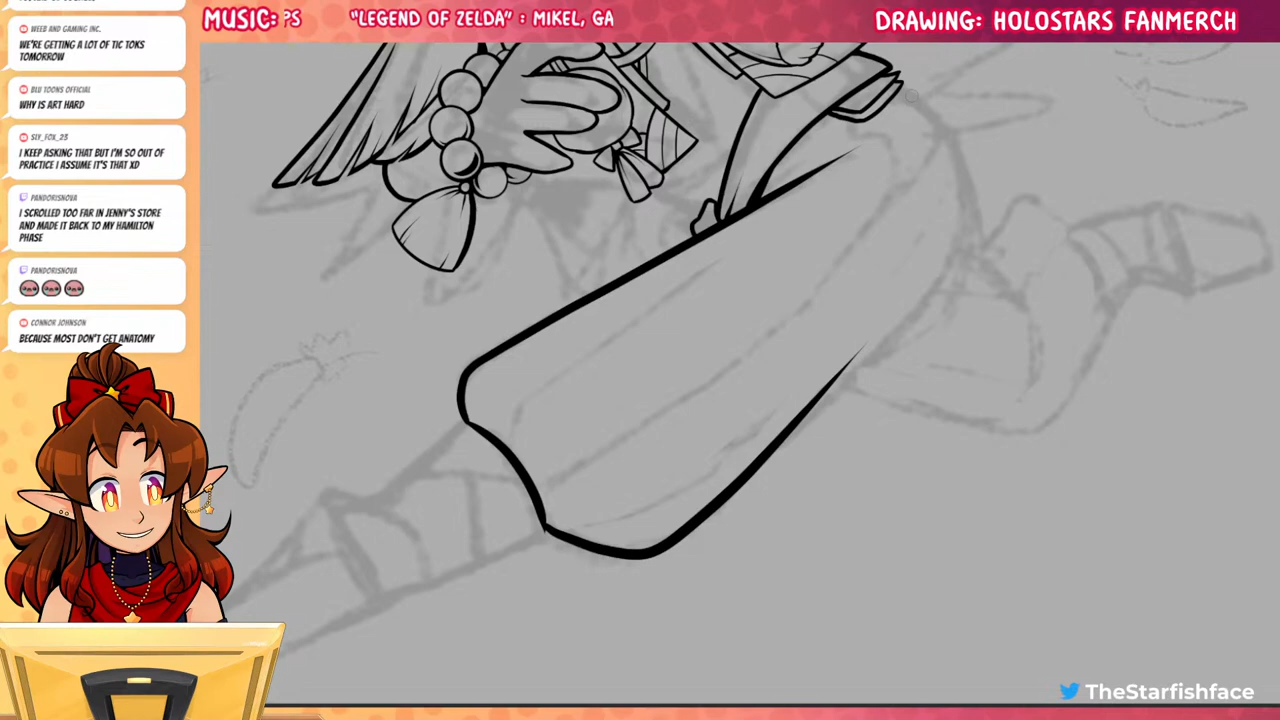 MUSIC: PS "LEGEND OF ZELDA" : MIKEL, GA
DRAWING: HOLOSTARS FANMERCH
WEEB AND GAMING INC.
WE'RE GETTING A LOT OF TIC TOKS
TOMORROW
BLU TOONS OFFICIAL
WHY IS ART HARD
SLY_FOX_23
I KEEP ASKING THAT BUT I'M SO OUT OF
PRACTICE I ASSUME IT'S THAT XD
PANDORISNOVA
I SCROLLED TOO FAR IN JENNY'S STORE
AND MADE IT BACK TO MY HAMILTON
PHASE
PANDORISNOVA
CONNOR JOHNSON
BECAUSE MOST DON'T GET ANATOMY
TheStarfishface